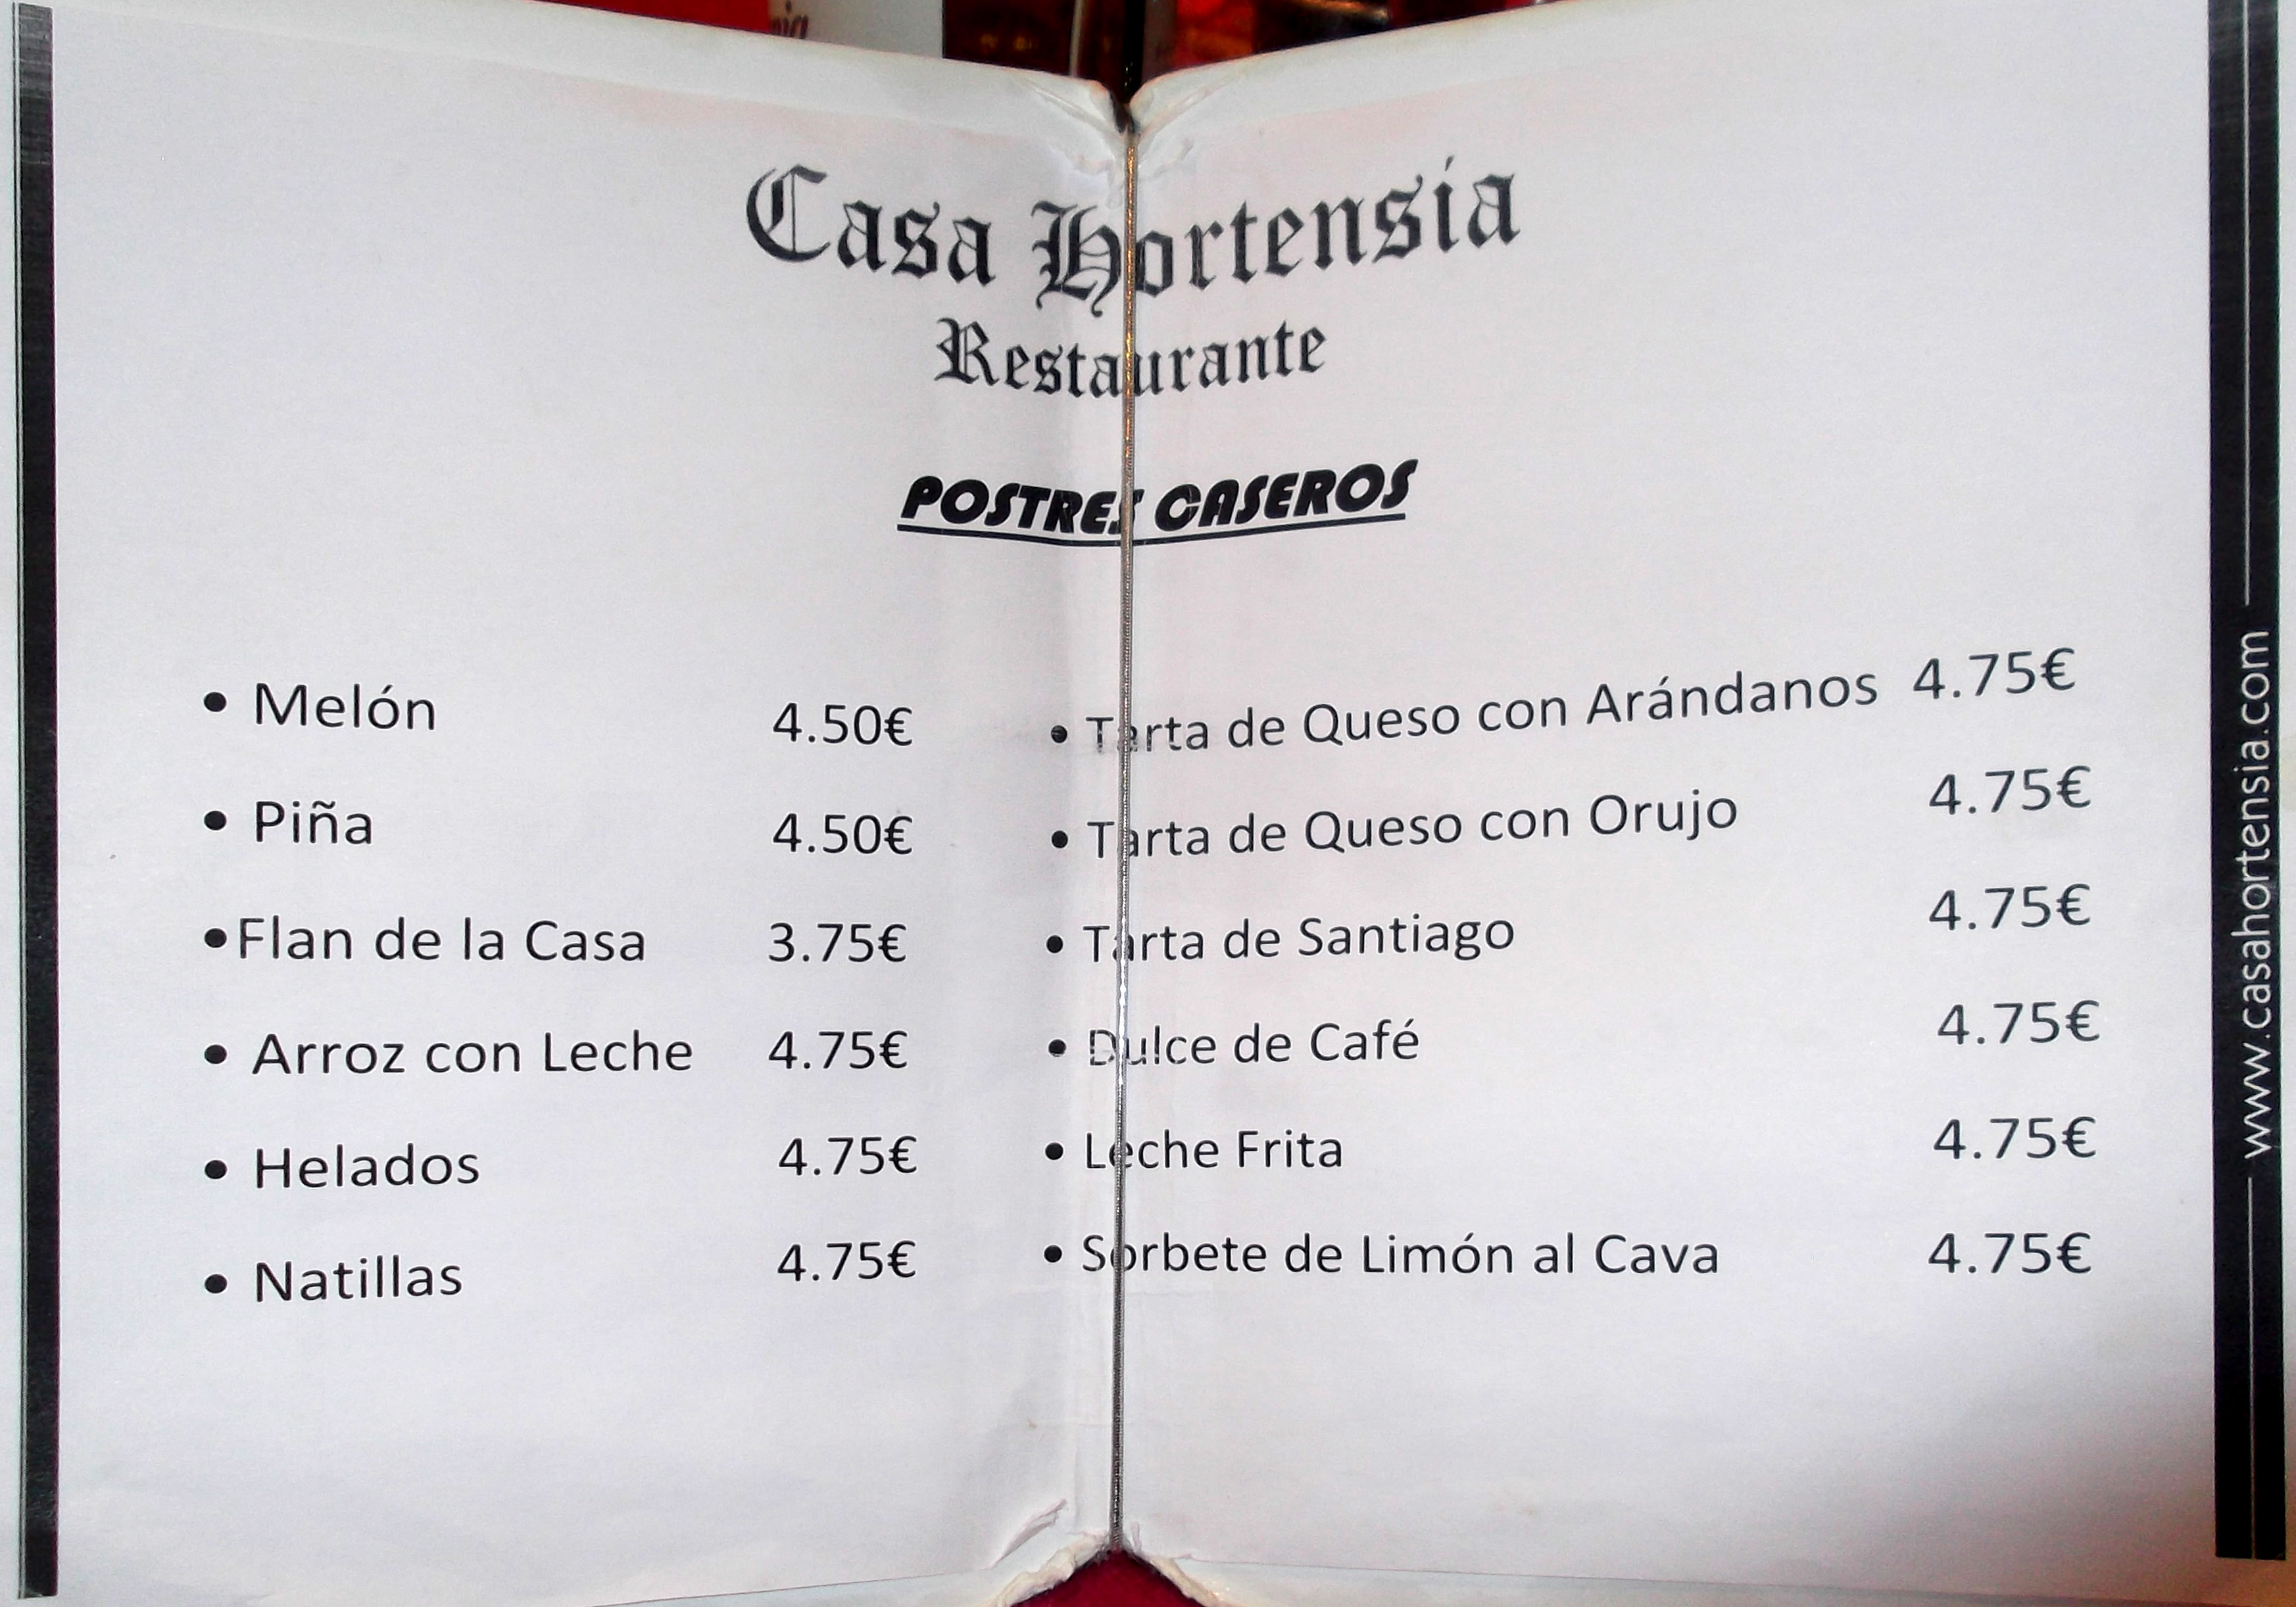 Casa Hortensia
Restaurante
POSTRES CASEROS
• Melón 4.50€
• Piña 4.50€
•Flan de la Casa 3.75€
• Arroz con Leche 4.75€
• Helados 4.75€
• Natillas 4.75€
• Tarta de Queso con Arándanos 4.75€
• Tarta de Queso con Orujo 4.75€
• Tarta de Santiago 4.75€
• Dulce de Café 4.75€
• Leche Frita 4.75€
• Sorbete de Limón al Cava 4.75€
www.casahortensia.com